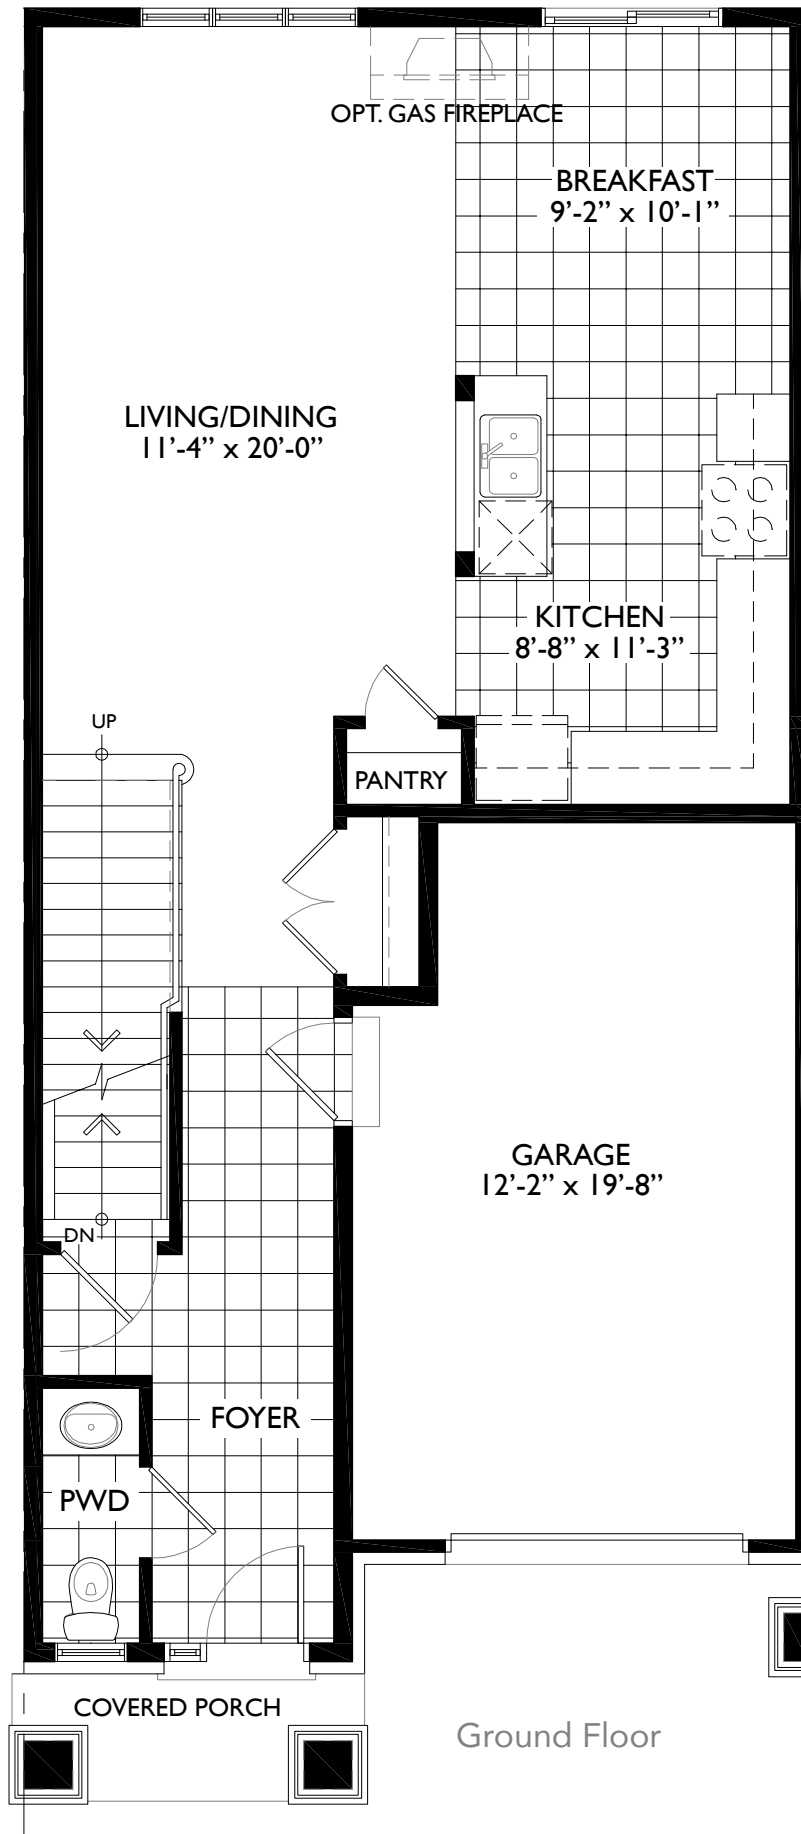 OPT. GAS FIREPLACE
BREAKFAST
9’-2” x 10’-1”
LIVING/DINING
11’-4” x 20’-0”
KITCHEN
8’-8” x 11’-3”
UP
PANTRY
GARAGE
12’-2” x 19’-8”
DN
FOYER
PWD
COVERED PORCH
Ground Floor